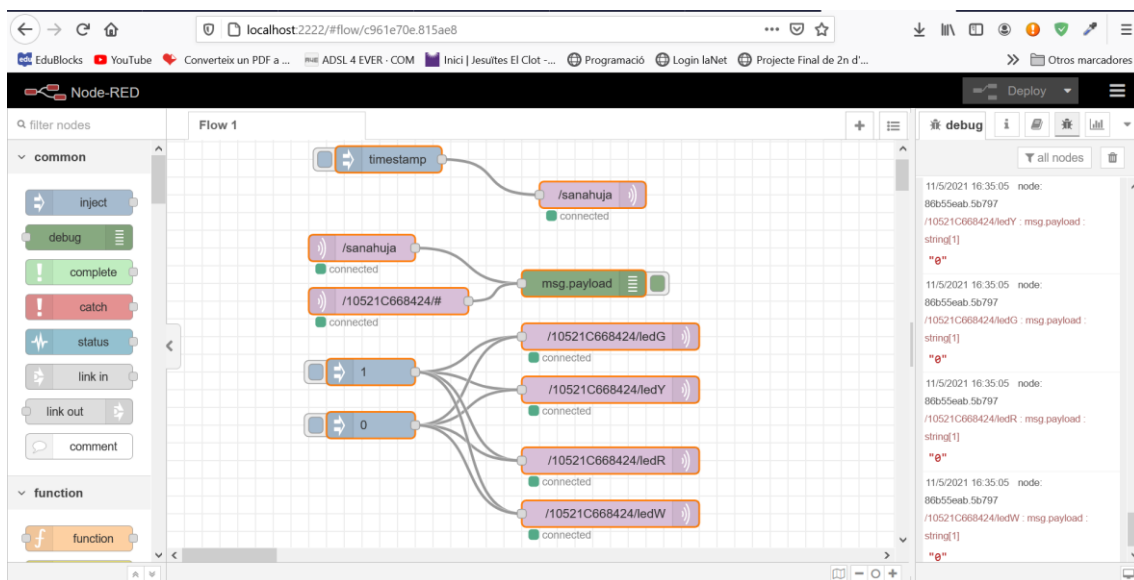 localhost:2222/#flow/c961e70e.815ae8
EduBlocks YouTube Converteix un PDF a ... ADSL 4 EVER - COM Inici | Jesuïtes El Clot -... Programació Login IaNet Projecte Final de 2n d'... Otros marcadores
Node-RED Deploy
filter nodes Flow 1 debug
common
all nodes
timestamp
inject
/sanahuja
connected
debug
/sanahuja
connected
complete
msg.payload
/10521C668424/#
connected
catch
/10521C668424/ledG
connected
status
1
link in
/10521C668424/ledY
connected
link out
0
comment
/10521C668424/ledR
connected
function
/10521C668424/ledW
connected
function
11/5/2021 16:35:05 node:
86b55eab.5b797
/10521C668424/ledY : msg.payload :
string[1]
"0"
11/5/2021 16:35:05 node:
86b55eab.5b797
/10521C668424/ledG : msg.payload :
string[1]
"0"
11/5/2021 16:35:05 node:
86b55eab.5b797
/10521C668424/ledR : msg.payload :
string[1]
"0"
11/5/2021 16:35:05 node:
86b55eab.5b797
/10521C668424/ledW : msg.payload :
string[1]
"0"